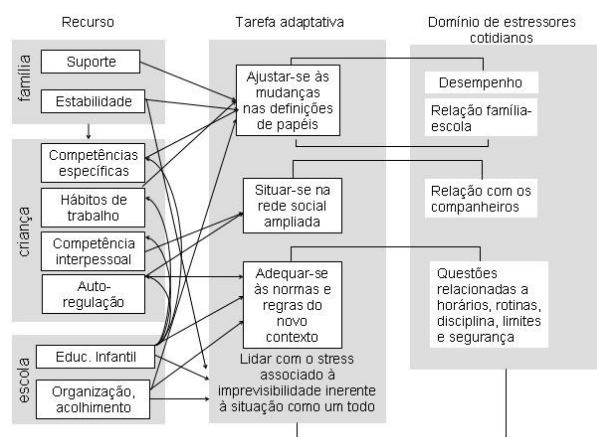 Recurso
Tarefa adaptativa
Domínio de estressores
cotidianos
família
Suporte
Estabilidade
criança
Competências
específicas
Hábitos de
trabalho
Competência
interpessoal
Auto-
regulação
escola
Educ. Infantil
Organização,
acolhimento
Ajustar-se às
mudanças
nas definições
de papéis
Situar-se na
rede social
ampliada
Adequar-se
às normas e
regras do
novo
contexto
Lidar com o stress
associado à
imprevisibilidade inerente
à situação como um todo
Desempenho
Relação família-
escola
Relação com os
companheiros
Questões
relacionadas a
horários, rotinas,
disciplina, limites
e segurança